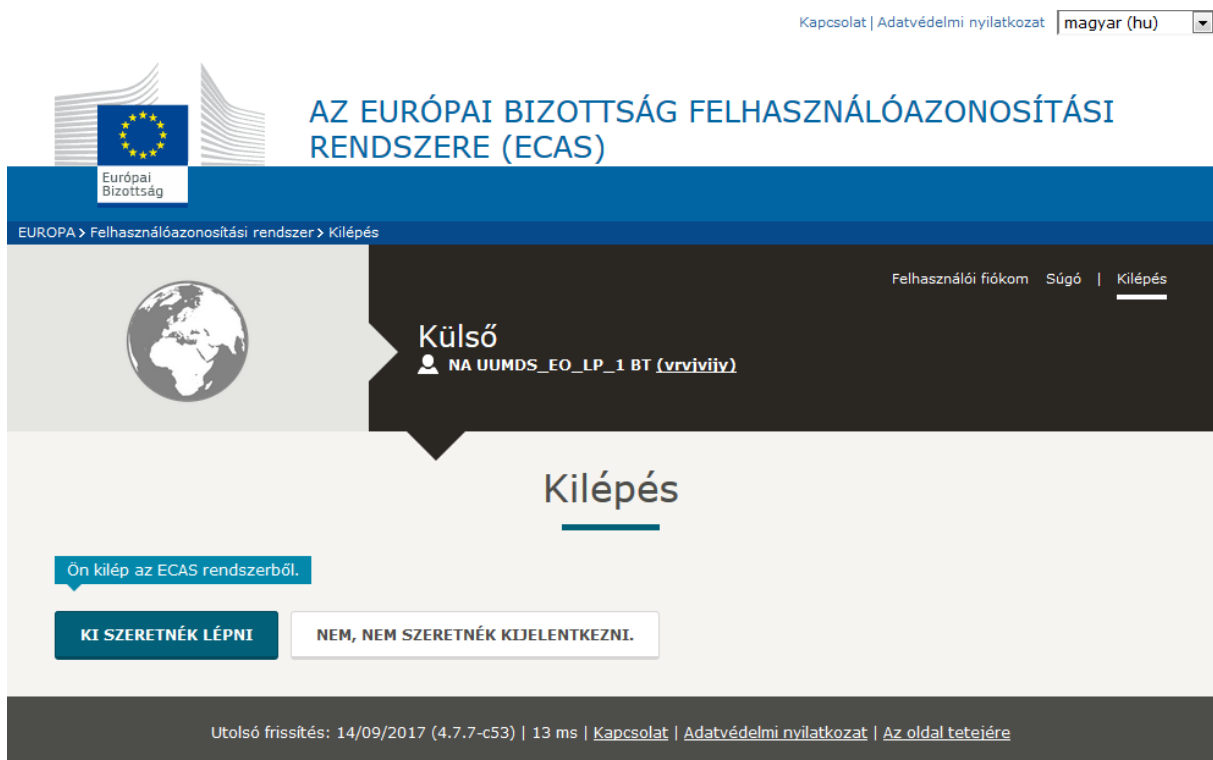 Kapcsolat | Adatvédelmi nyilatkozat magyar (hu)
AZ EURÓPAI BIZOTTSÁG FELHASZNÁLÓAZONOSÍTÁSI
RENDSZERE (ECAS)
Európai
Bizottság
EUROPA > Felhasználóazonosítási rendszer > Kilépés
Felhasználói fiókom Súgó | Kilépés
Külső
NA UUMDS_EO_LP_1 BT (vrvjvijv)
Kilépés
Ön kilép az ECAS rendszerből.
KI SZERETNÉK LÉPNI NEM, NEM SZERETNÉK KIJELENTKEZNI.
Utolsó frissítés: 14/09/2017 (4.7.7-c53) | 13 ms | Kapcsolat | Adatvédelmi nyilatkozat | Az oldal tetejére